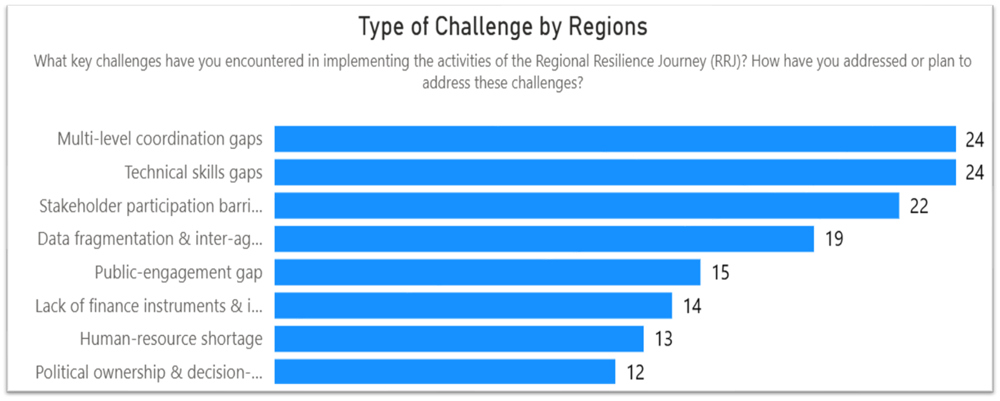 Type of Challenge by Regions
What key challenges have you encountered in implementing the activities of the Regional Resilience Journey (RRJ)? How have you addressed or plan to
address these challenges?
Multi-level coordination gaps 24
Technical skills gaps 24
Stakeholder participation barri... 22
Data fragmentation & inter-ag... 19
Public-engagement gap 15
Lack of finance instruments & i... 14
Human-resource shortage 13
Political ownership & decision-... 12